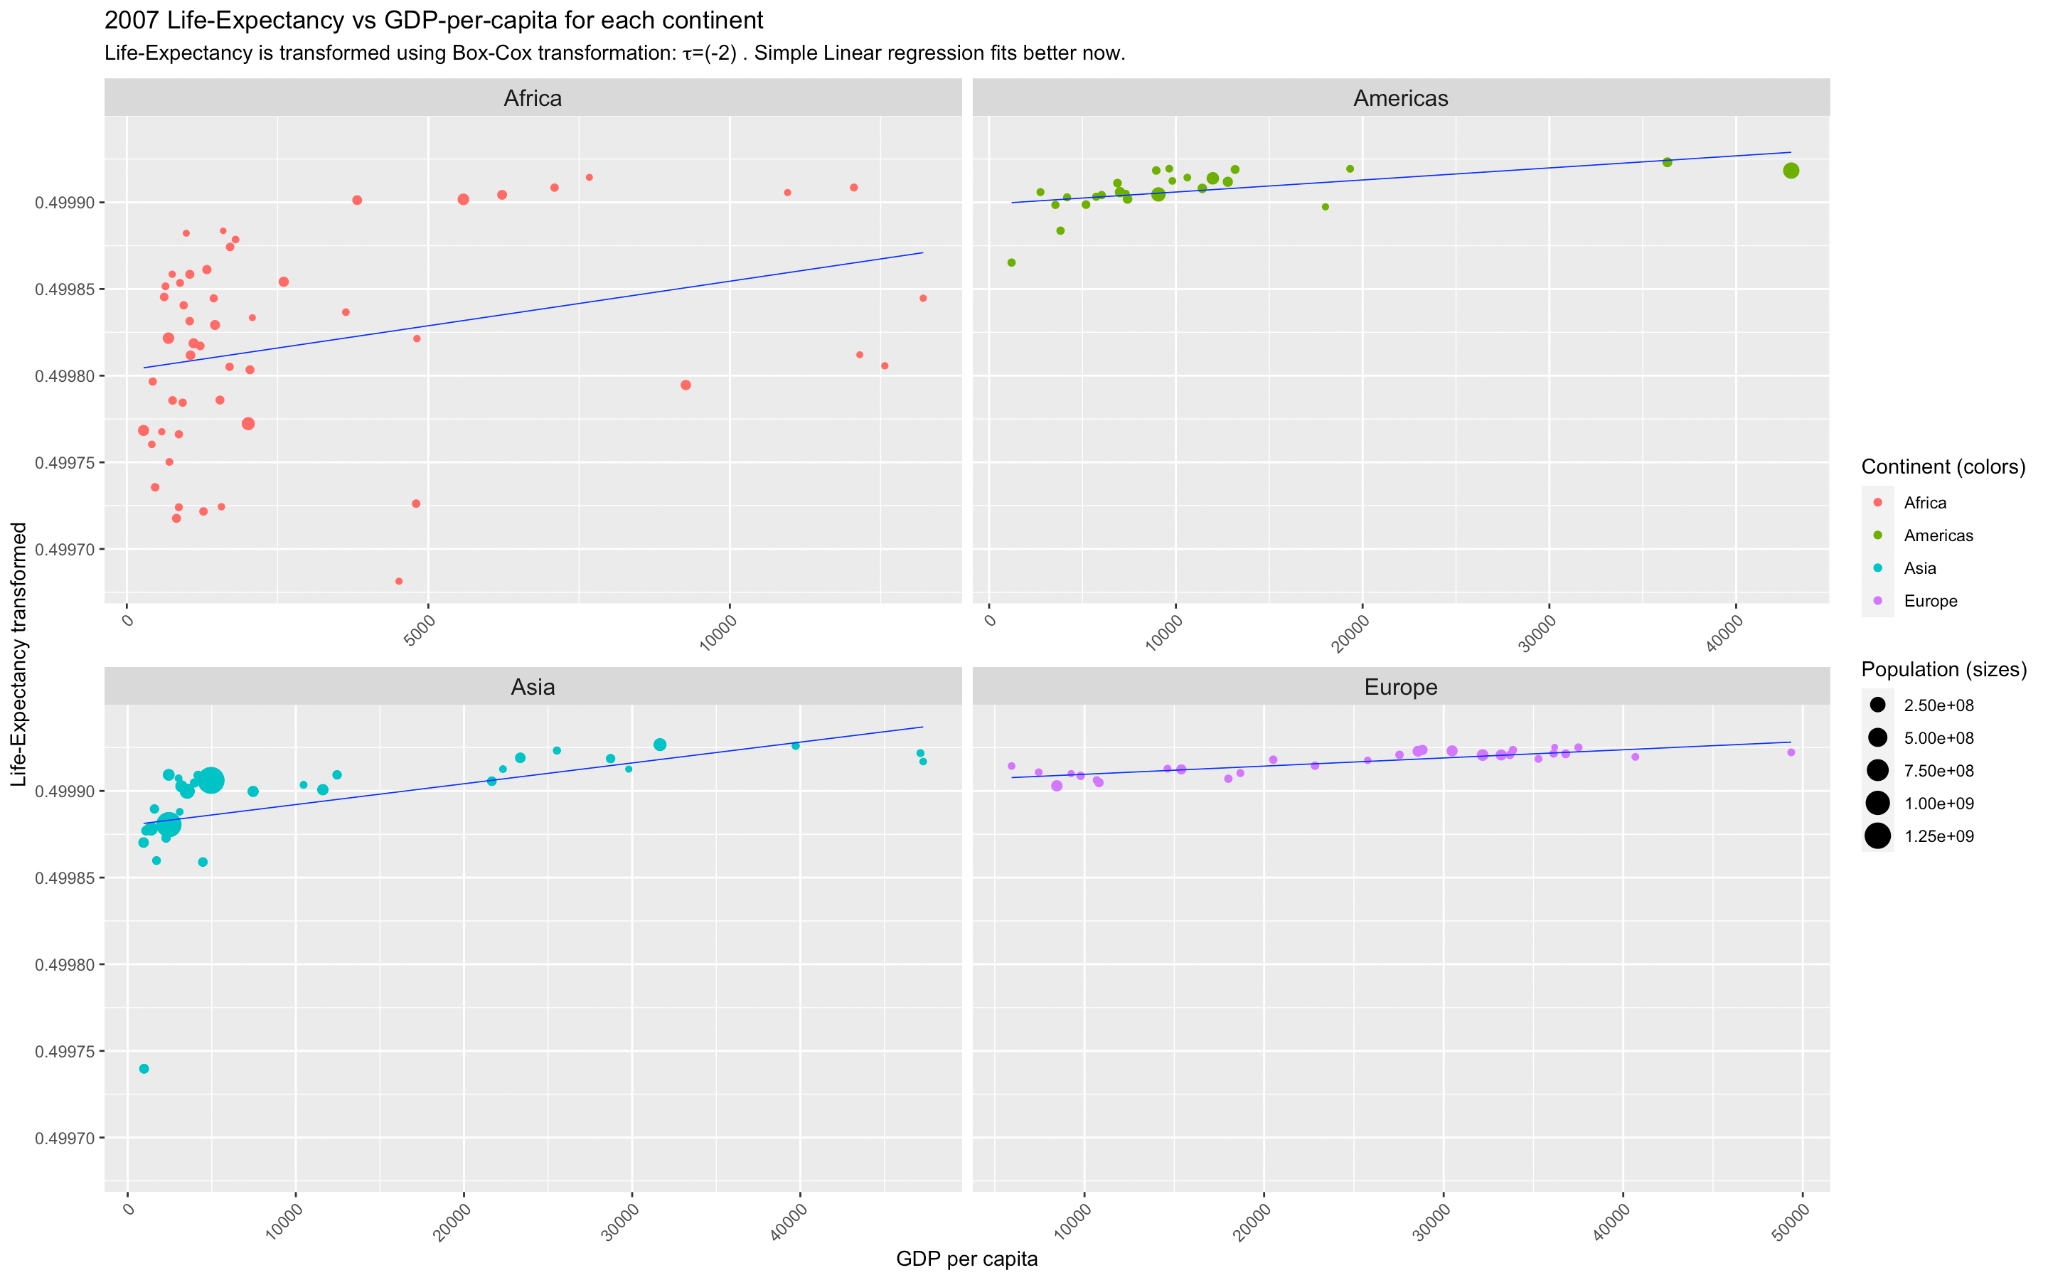 2007 Life-Expectancy vs GDP-per-capita for each continent
Life-Expectancy is transformed using Box-Cox transformation: τ=(-2) . Simple Linear regression fits better now.
Africa
Americas
0.49990
0.49985
0.49980
0.49975
0.49970
0
5000
10000
0
10000
20000
30000
40000
Asia
Europe
0.49990
0.49985
0.49980
0.49975
0.49970
0
10000
20000
30000
40000
10000
20000
30000
40000
50000
Life-Expectancy transformed
GDP per capita
Continent (colors)
Africa
Americas
Asia
Europe
Population (sizes)
2.50e+08
5.00e+08
7.50e+08
1.00e+09
1.25e+09